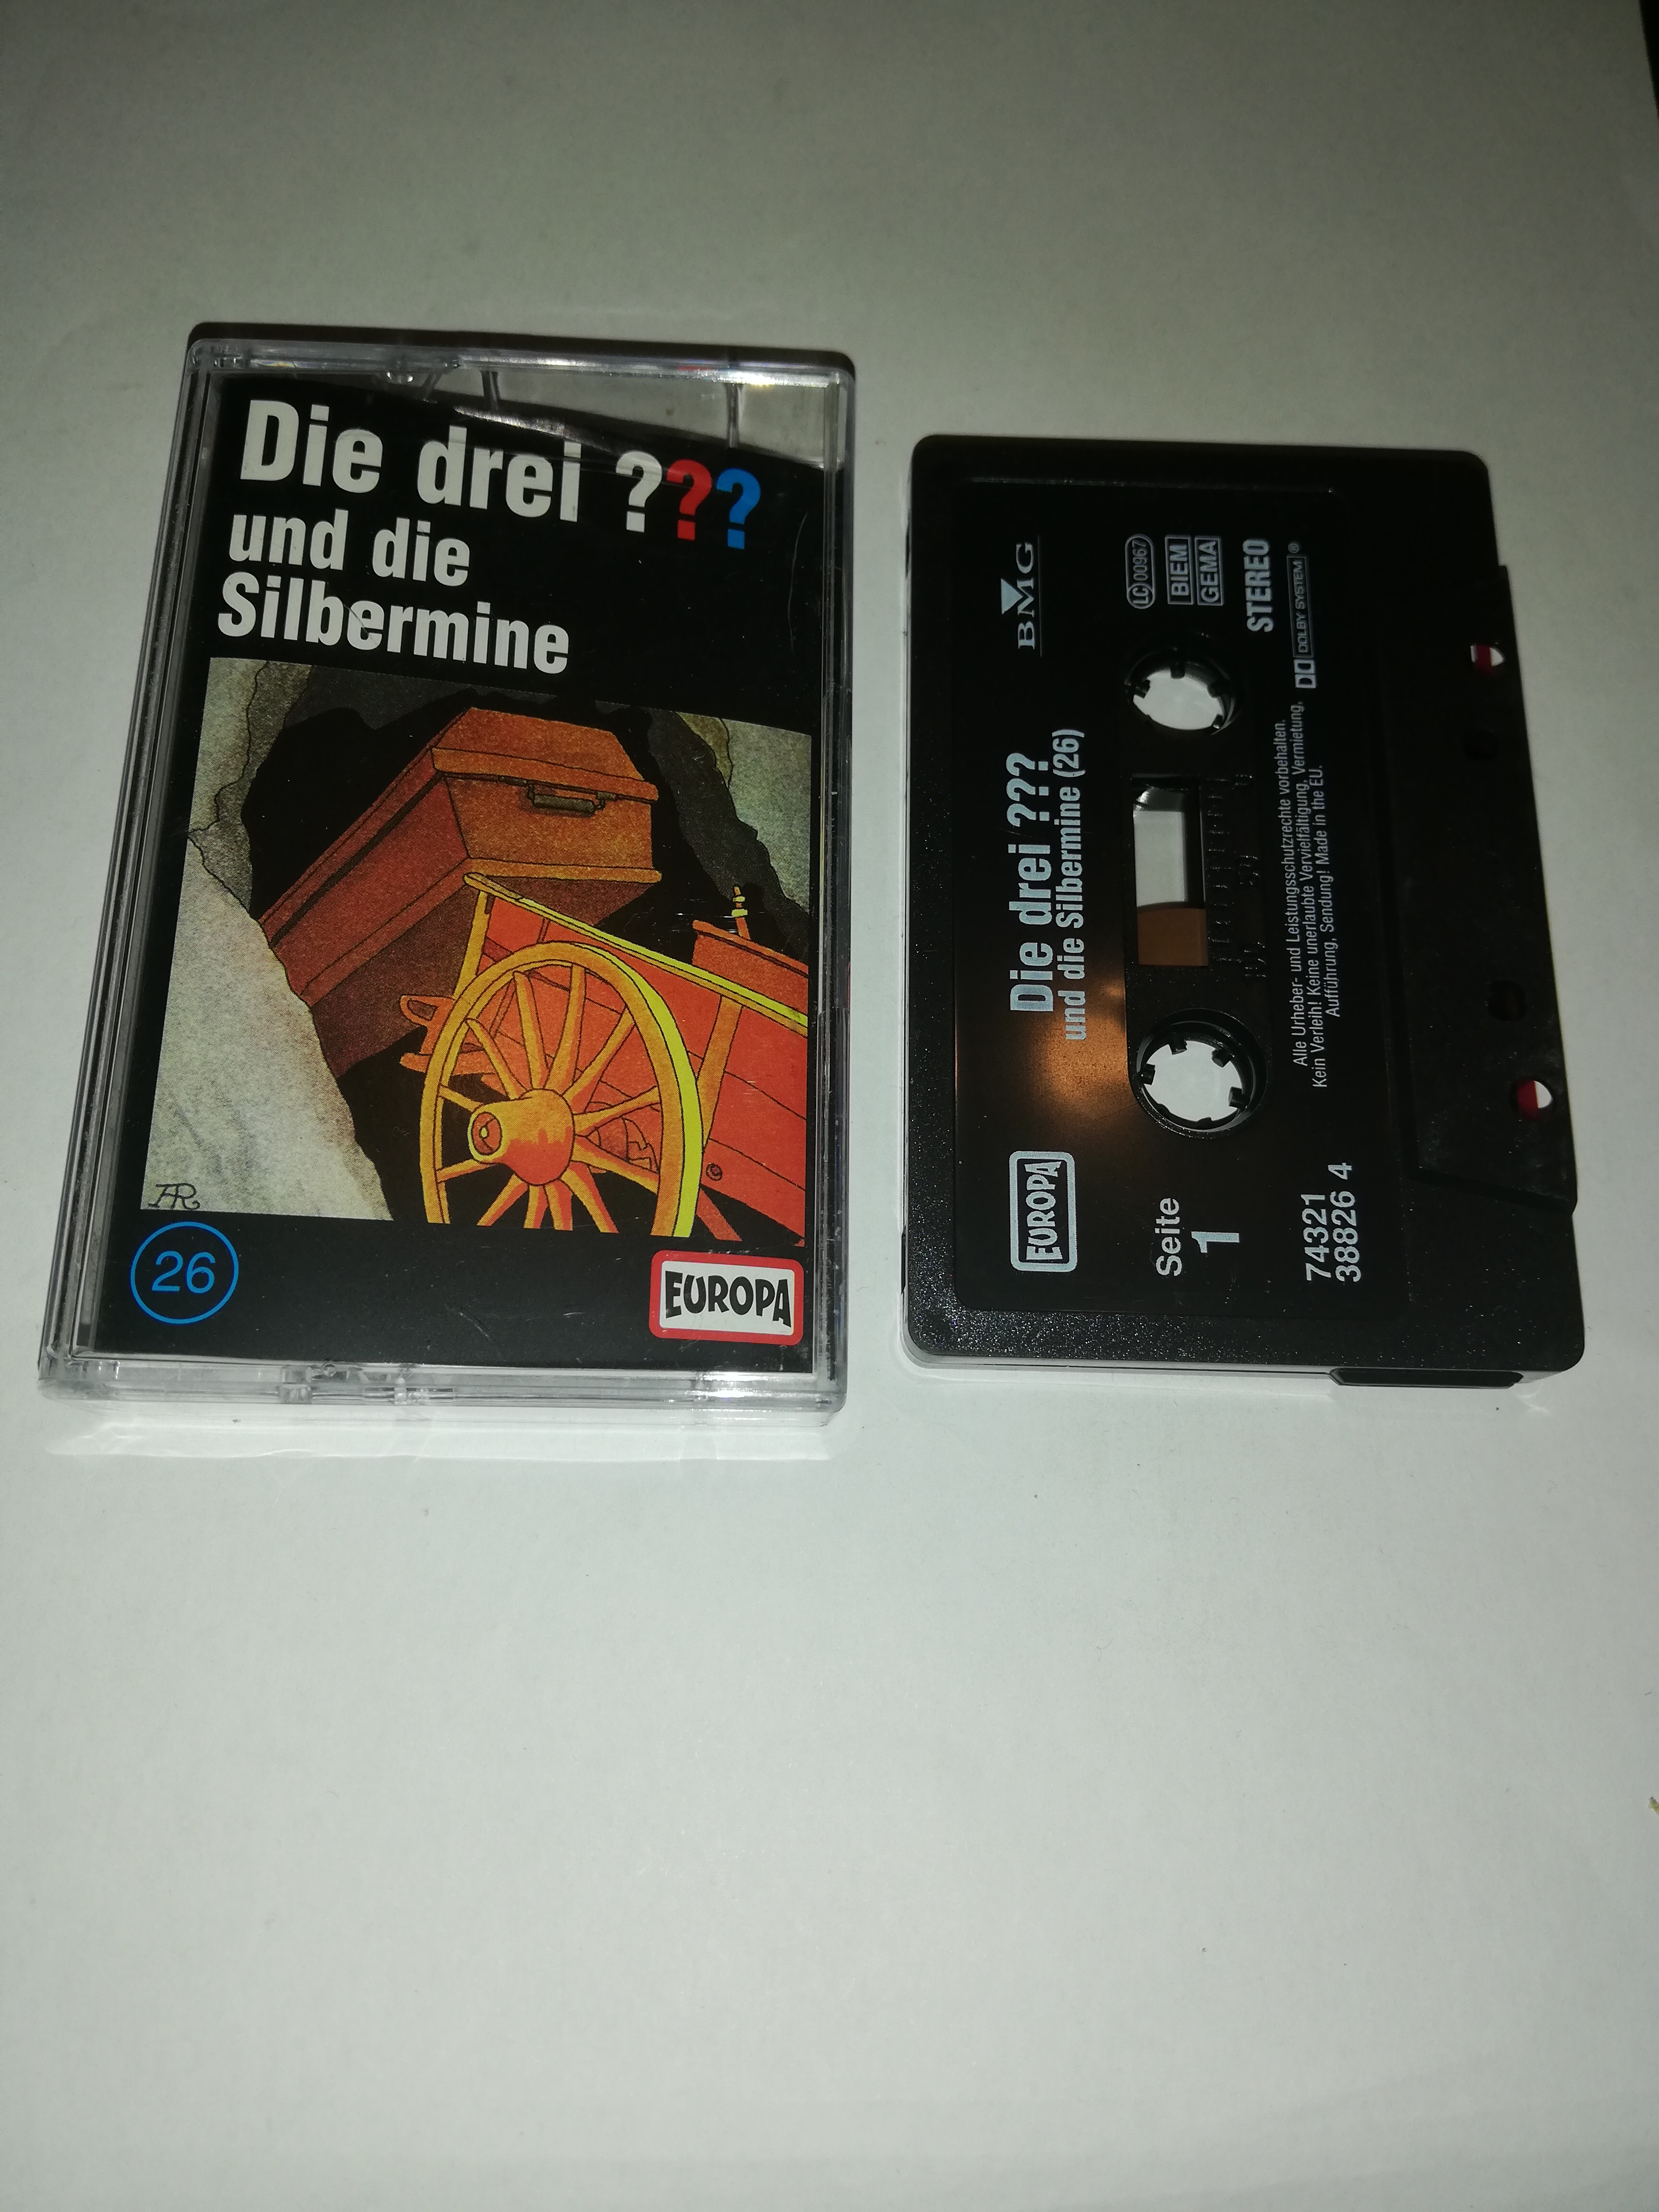 Die drei ???
und die
Silbermine
AR
26
EUROPA
EUROPA
Die drei ???
und die Silbermine (26)
BMG
Seite
1
LC 00967
BIEM
GEMA
STEREO
DOLBY SYSTEM®
74321
38826 4
Alle Urheber- und Leistungsschutzrechte vorbehalten.
Kein Verleih! Keine unerlaubte Vervielfältigung, Vermietung,
Aufführung, Sendung! Made in the EU.